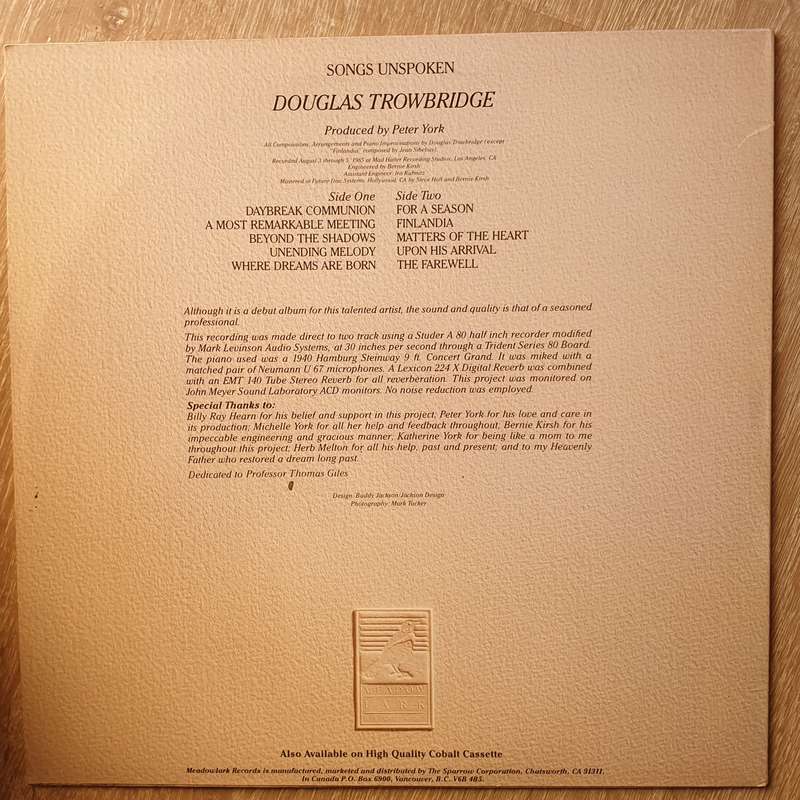 SONGS UNSPOKEN
DOUGLAS TROWBRIDGE
Produced by Peter York
All Compositions, Arrangements and Piano Improvisations by Douglas Trowbridge (except
"Finlandia," composed by Jean Sibelius).
Recorded August 3 through 5, 1985 at Mad Hatter Recording Studios, Los Angeles, CA
Engineered by Bernie Kirsh
Assistant Engineer:
Mastered at Future Disc Systems, Hollywood, CA by Steve Hall and Bernie Kirsh
Side One
DAYBREAK COMMUNION
A MOST REMARKABLE MEETING
BEYOND THE SHADOWS
UNENDING MELODY
WHERE DREAMS ARE BORN
Side Two
FOR A SEASON
FINLANDIA
MATTERS OF THE HEART
UPON HIS ARRIVAL
THE FAREWELL
Although it is a debut album for this talented artist, the sound and quality is that of a seasoned
professional.
This recording was made direct to two track using a Studer A 80 half inch recorder modified
by Mark Levinson Audio Systems, at 30 inches per second through a Trident Series 80 Board.
The piano used was a 1940 Hamburg Steinway 9 ft. Concert Grand. It was miked with a
matched pair of Neumann U 67 microphones. A Lexicon 224 X Digital Reverb was combined
with an EMT 140 Tube Stereo Reverb for all reverberation. This project was monitored on
John Meyer Sound Laboratory ACD monitors. No noise reduction was employed.
Special Thanks to:
Billy Ray Hearn for his belief and support in this project; Peter York for his love and care in
its production; Michelle York for all her help and feedback throughout; Bernie Kirsh for his
impeccable engineering and gracious manner; Katherine York for being like a mom to me
throughout this project; Herb Melton for all his help, past and present; and to my Heavenly
Father who restored a dream long past.
Dedicated to Professor Thomas Giles
Design: Buddy Jackson/Jackson Design
Photography: Mark Tucker
MEADOW
LARK
Also Available on High Quality Cobalt Cassette
Meadowlark Records is manufactured, marketed and distributed by The Sparrow Corporation, Chatsworth, CA 91311.
In Canada P.O. Box 6900, Vancouver, B.C. V6B 4B5.